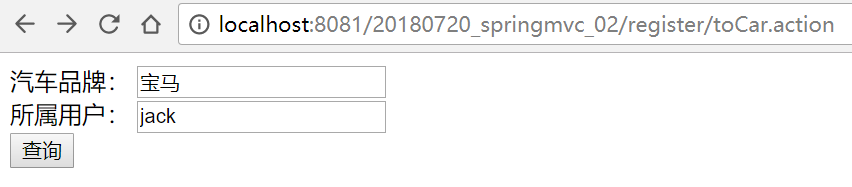 localhost:8081/20180720_springmvc_02/register/toCar.action
汽车品牌： 宝马
所属用户： jack
查询